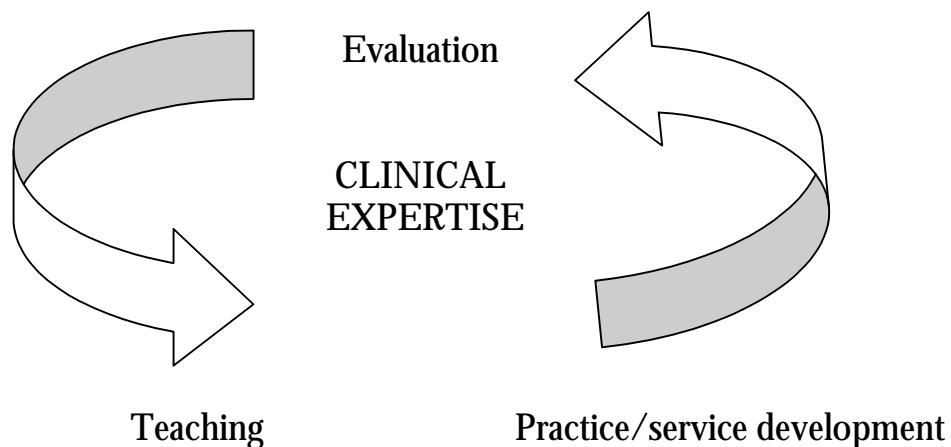 Evaluation
CLINICAL
EXPERTISE
Teaching
Practice/service development